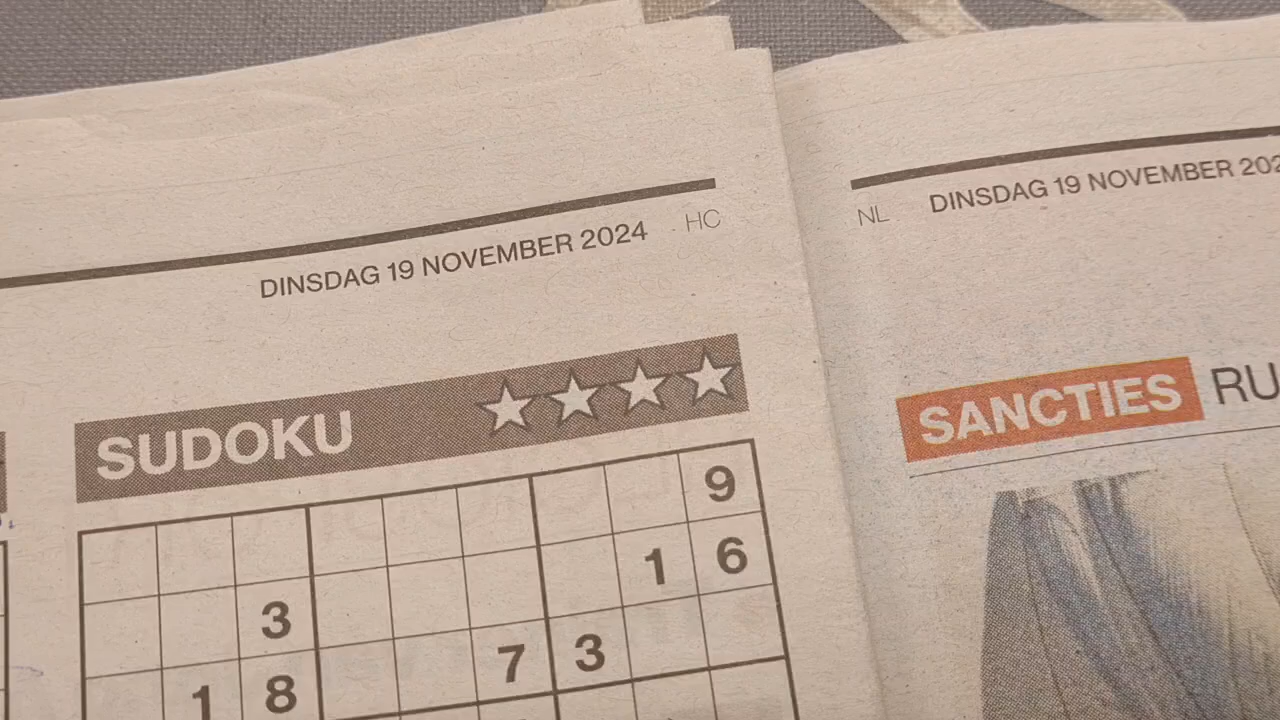 DINSDAG 19 NOVEMBER 2024 HC
SUDOKU
9
3 1 6
1 8 7 3
NL DINSDAG 19 NOVEMBER
SANCTIES